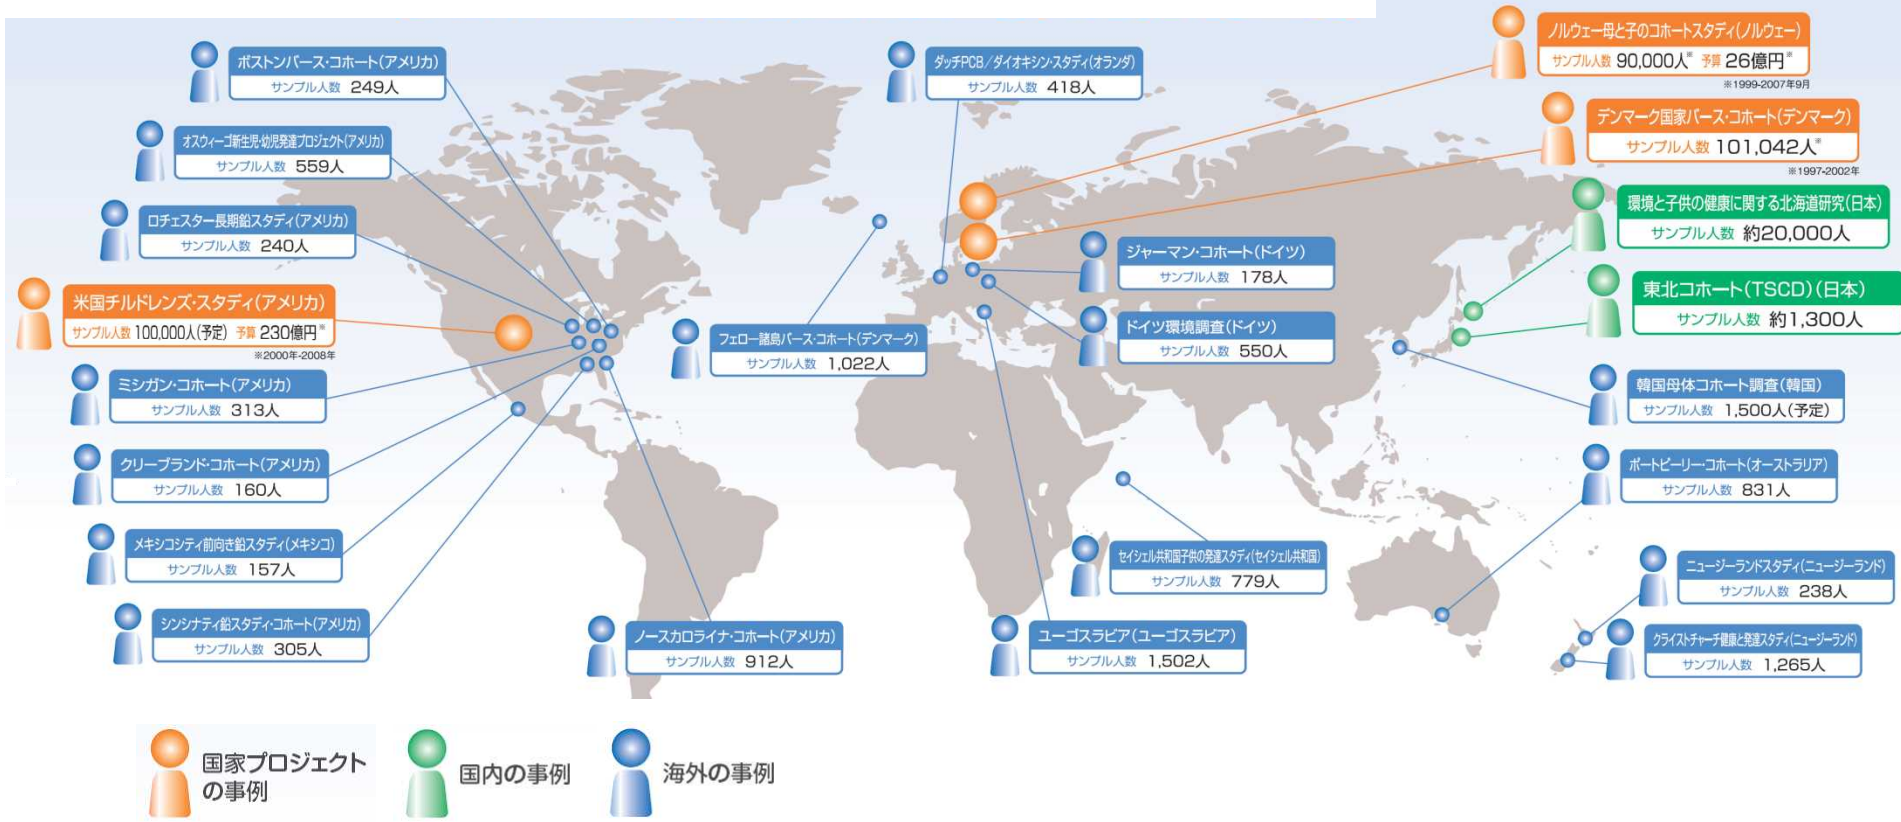 ボストンバース・コホート(アメリカ)
サンプル人数 249人
オスウィーゴ新生児・幼児発達プロジェクト(アメリカ)
サンプル人数 559人
ロチェスター長期鉛スタディ(アメリカ)
サンプル人数 240人
米国チルドレンズ・スタディ(アメリカ)
サンプル人数 100,000人(予定) 予算 230億円※
※2000年-2008年
ミシガン・コホート(アメリカ)
サンプル人数 313人
クリーブランド・コホート(アメリカ)
サンプル人数 160人
メキシコシティ前向き鉛スタディ(メキシコ)
サンプル人数 157人
シンシナティ鉛スタディ・コホート(アメリカ)
サンプル人数 305人
ノースカロライナ・コホート(アメリカ)
サンプル人数 912人
フェロー諸島バース・コホート(デンマーク)
サンプル人数 1,022人
ダッチPCB/ダイオキシン・スタディ(オランダ)
サンプル人数 418人
ジャーマン・コホート(ドイツ)
サンプル人数 178人
ドイツ環境調査(ドイツ)
サンプル人数 550人
セイシェル共和国子供の発達スタディ(セイシェル共和国)
サンプル人数 779人
ユーゴスラビア(ユーゴスラビア)
サンプル人数 1,502人
ノルウェー母と子のコホートスタディ(ノルウェー)
サンプル人数 90,000人※ 予算 26億円※
※1999-2007年9月
デンマーク国家バース・コホート(デンマーク)
サンプル人数 101,042人※
※1997-2002年
環境と子供の健康に関する北海道研究(日本)
サンプル人数 約20,000人
東北コホート(TSCD)(日本)
サンプル人数 約1,300人
韓国母体コホート調査(韓国)
サンプル人数 1,500人(予定)
ポートピーリー・コホート(オーストラリア)
サンプル人数 831人
ニュージーランドスタディ(ニュージーランド)
サンプル人数 238人
クライストチャーチ健康と発達スタディ(ニュージーランド)
サンプル人数 1,265人
国家プロジェクト
の事例
国内の事例
海外の事例